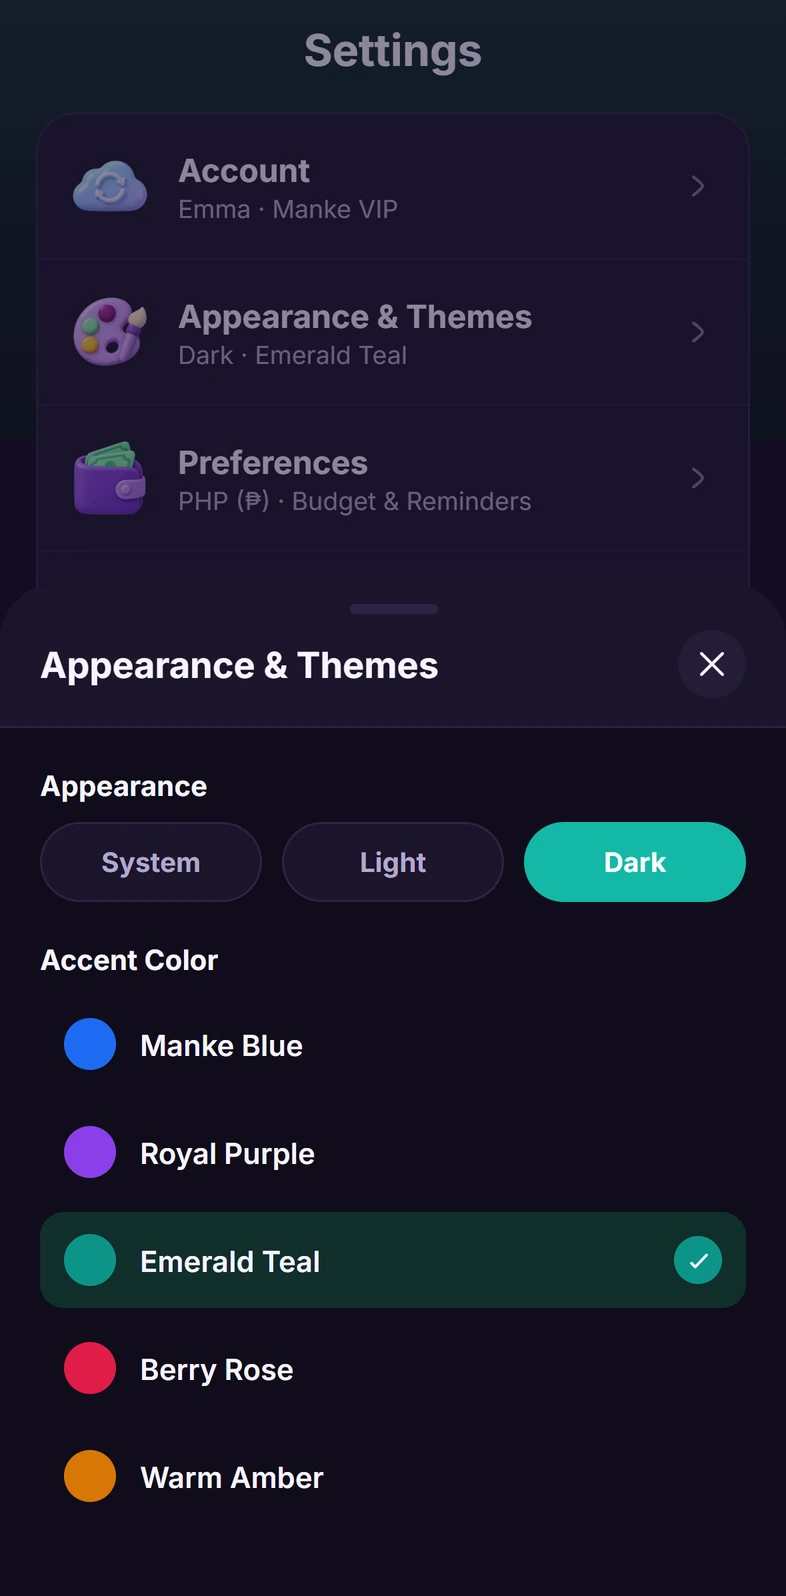 Settings
Account
Emma · Manke VIP
Appearance & Themes
Dark · Emerald Teal
Preferences
PHP (₱) · Budget & Reminders
Appearance & Themes
Appearance
System
Light
Dark
Accent Color
Manke Blue
Royal Purple
Emerald Teal
Berry Rose
Warm Amber